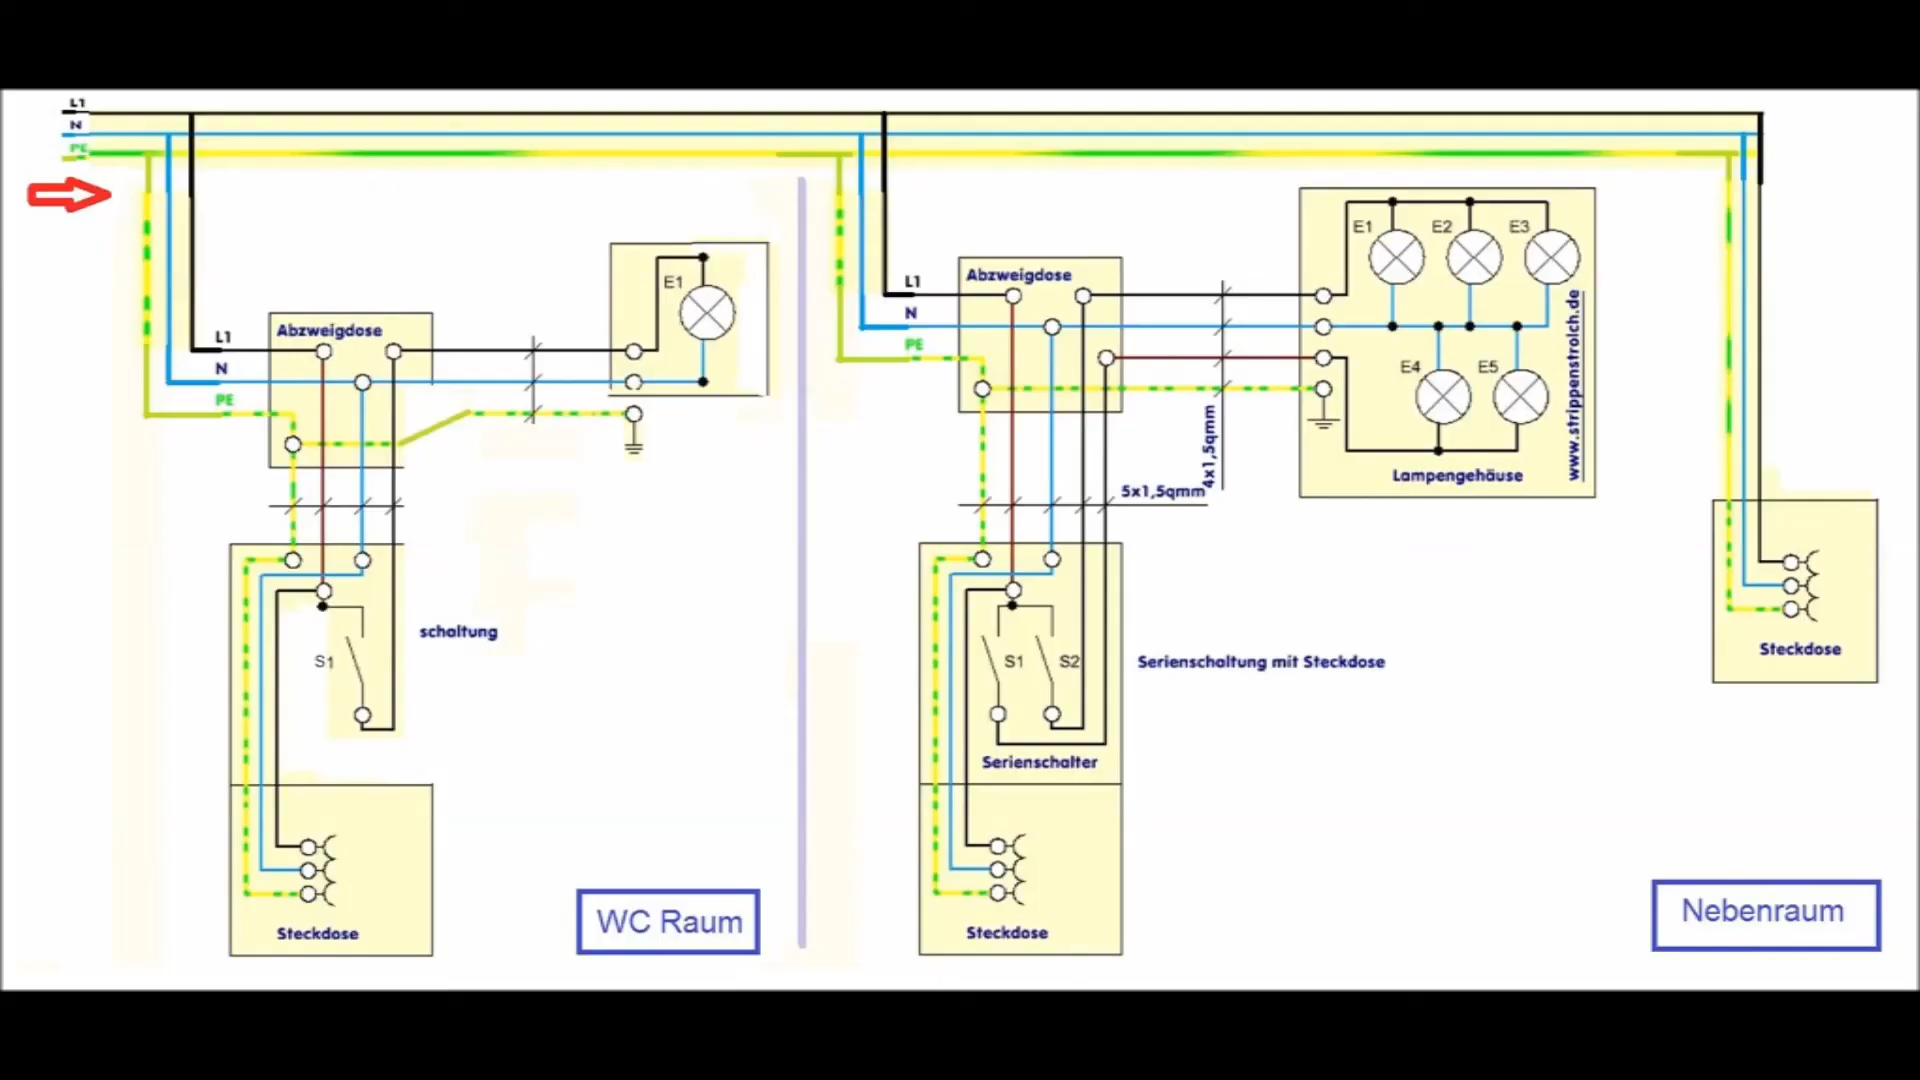 L1
N
PE
L1
N
PE
Abzweigdose
E1
S1
schaltung
Steckdose
WC Raum
L1
N
PE
Abzweigdose
E1
E2
E3
E4
E5
Lampengehäuse
www.strippenstrolch.de
4x1,5qmm
5x1,5qmm
S1
S2
Serienschaltung mit Steckdose
Serienschalter
Steckdose
Steckdose
Nebenraum